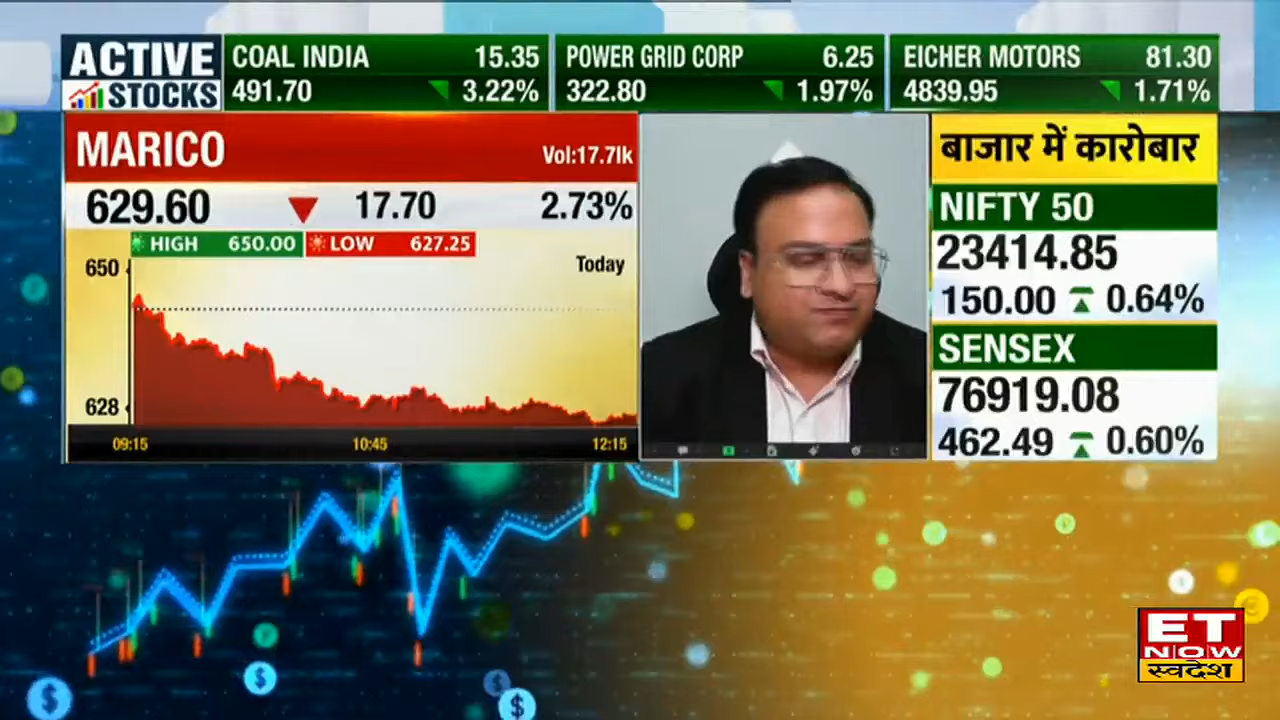 ACTIVE
STOCKS
COAL INDIA 15.35
491.70 3.22%
POWER GRID CORP 6.25
322.80 1.97%
EICHER MOTORS 81.30
4839.95 1.71%
MARICO Vol:17.7lk
629.60 17.70 2.73%
HIGH 650.00 LOW 627.25
Today
650
628
09:15 10:45 12:15
बाजार में कारोबार
NIFTY 50
23414.85
150.00 0.64%
SENSEX
76919.08
462.49 0.60%
ET
NOW
स्वदेश